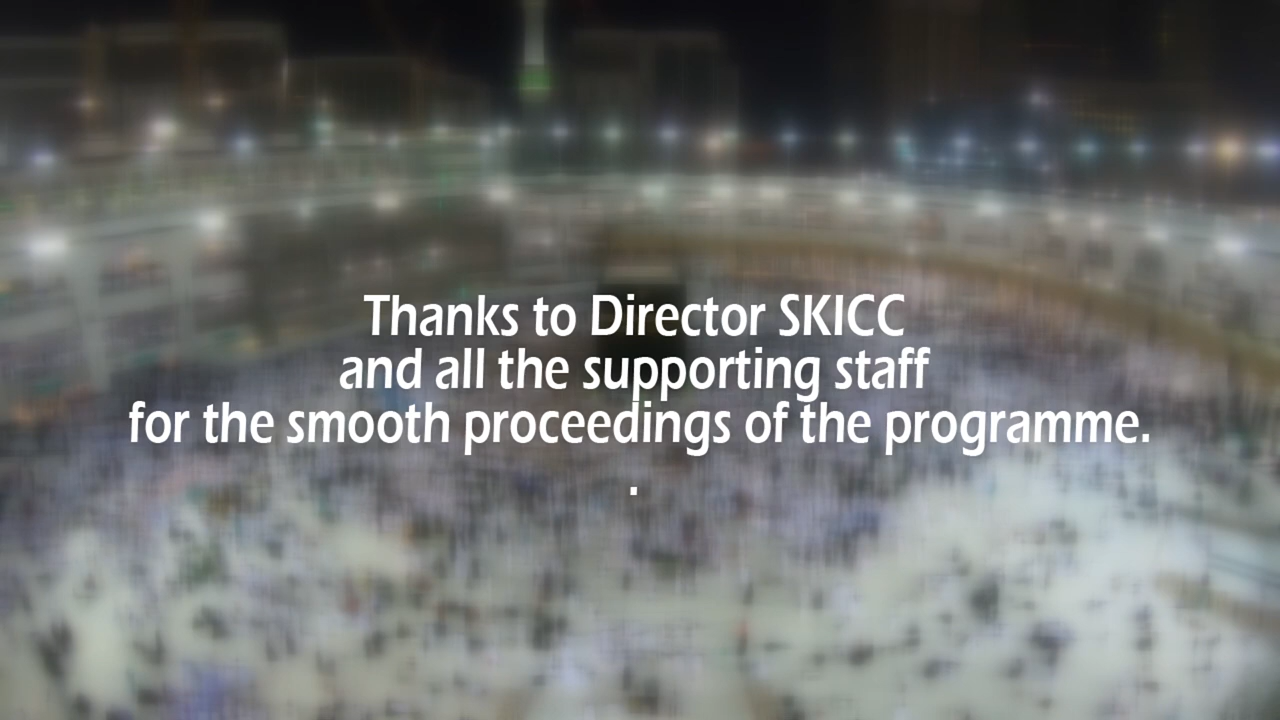 Thanks to Director SKICC
and all the supporting staff
for the smooth proceedings of the programme.
.